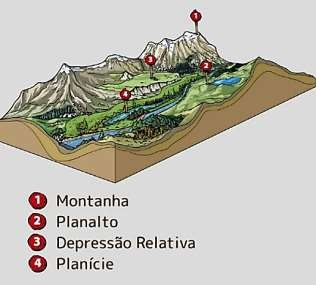 1
3
2
4
1 Montanha
2 Planalto
3 Depressão Relativa
4 Planície